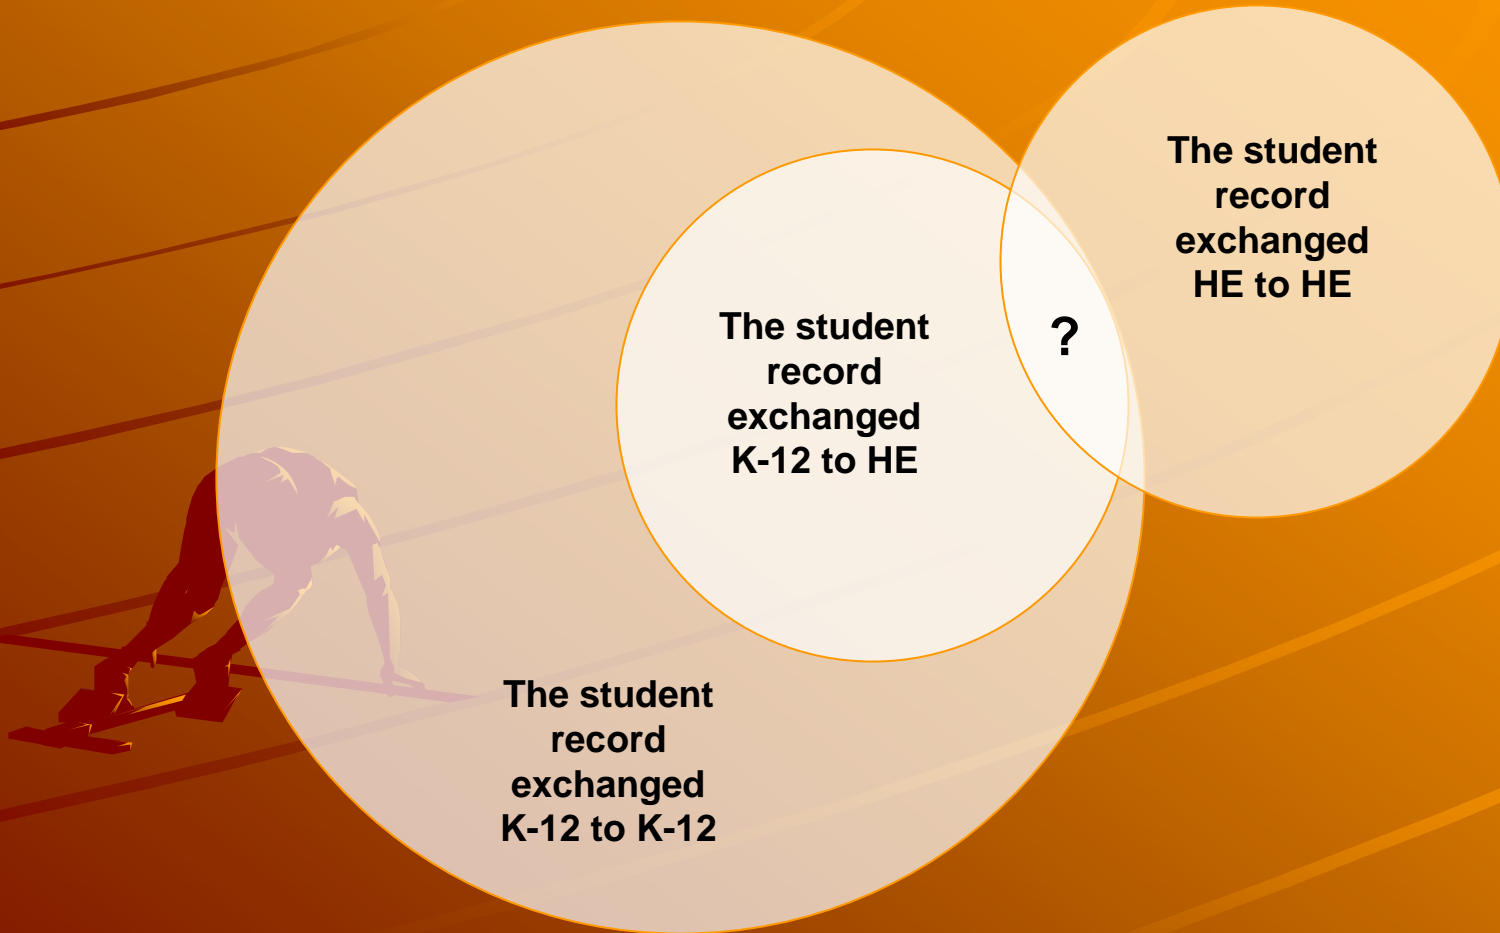 The student
record
exchanged
HE to HE
The student
record
exchanged
K-12 to HE
?
The student
record
exchanged
K-12 to K-12